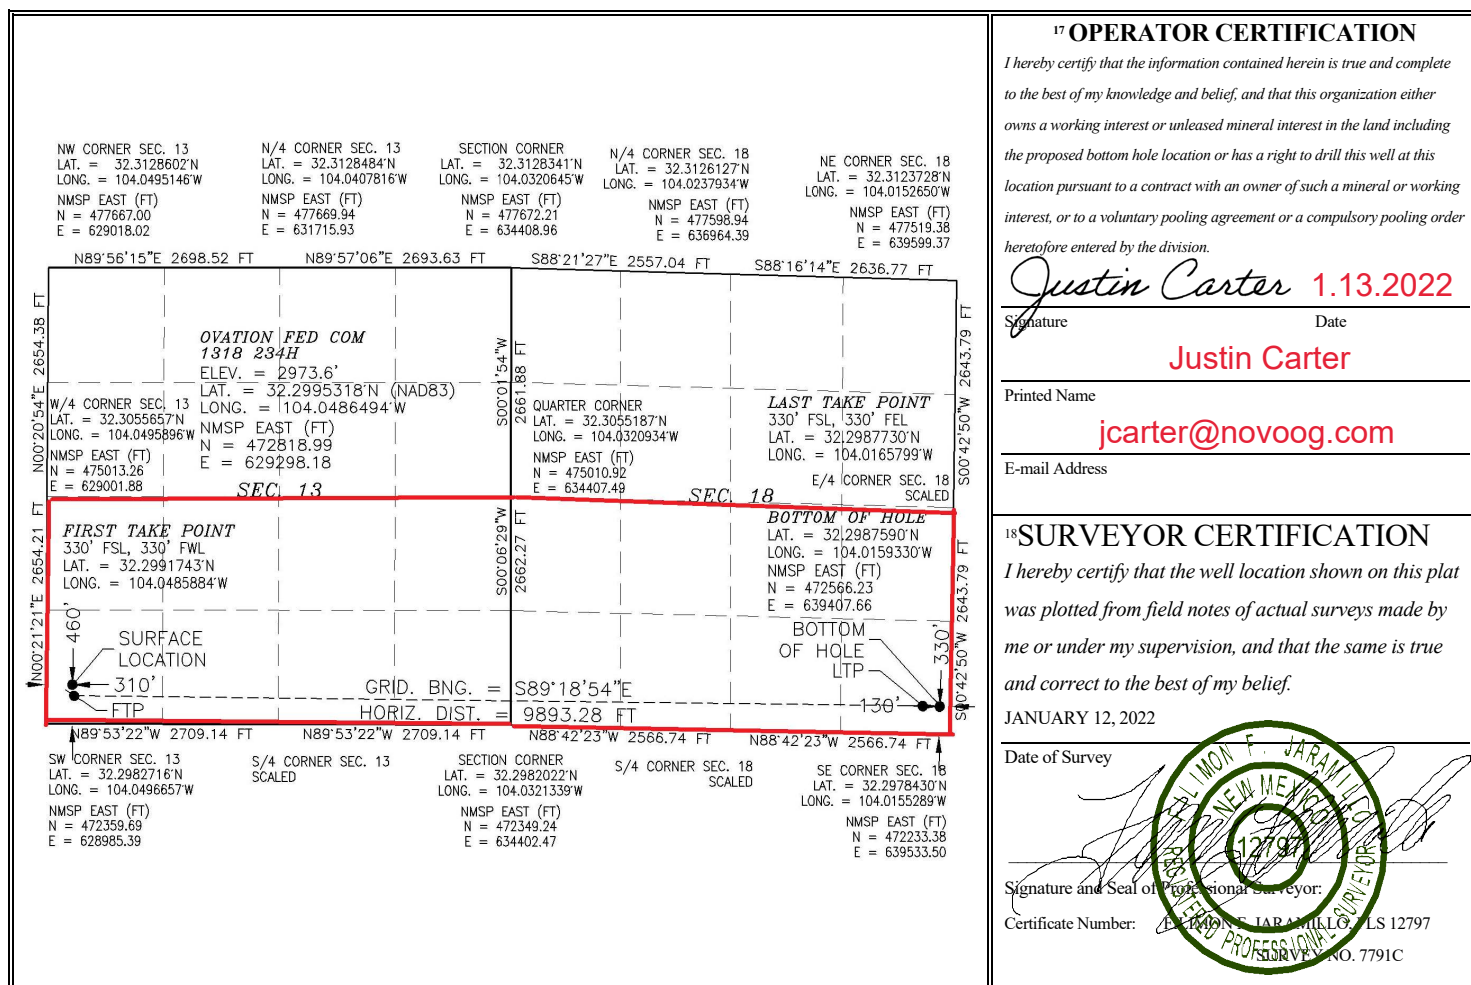 NW CORNER SEC. 13
LAT. = 32.3128602°N
LONG. = 104.0495146°W
NMSP EAST (FT)
N = 477667.00
E = 629018.02
N/4 CORNER SEC. 13
LAT. = 32.3128484°N
LONG. = 104.0407816°W
NMSP EAST (FT)
N = 477669.94
E = 631715.93
SECTION CORNER
LAT. = 32.3128341°N
LONG. = 104.0320645°W
NMSP EAST (FT)
N = 477672.21
E = 634408.96
N/4 CORNER SEC. 18
LAT. = 32.3126127°N
LONG. = 104.0237934°W
NMSP EAST (FT)
N = 477598.94
E = 636964.39
NE CORNER SEC. 18
LAT. = 32.3123728°N
LONG. = 104.0152650°W
NMSP EAST (FT)
N = 477519.38
E = 639599.37
N89°56'15"E 2698.52 FT
N89°57'06"E 2693.63 FT
S88°21'27"E 2557.04 FT
S88°16'14"E 2636.77 FT
N00°20'54"E 2654.38 FT
OVATION FED COM
1318 234H
ELEV. = 2973.6'
LAT. = 32.2995318°N (NAD83)
LONG. = 104.0486494°W
NMSP EAST (FT)
N = 472818.99
E = 629298.18
S00°01'54"W
2661.88 FT
S00°42'50"W 2643.79 FT
W/4 CORNER SEC. 13
LAT. = 32.3055657°N
LONG. = 104.0495896°W
NMSP EAST (FT)
N = 475013.26
E = 629001.88
QUARTER CORNER
LAT. = 32.3055187°N
LONG. = 104.0320934°W
NMSP EAST (FT)
N = 475010.92
E = 634407.49
LAST TAKE POINT
330' FSL, 330' FEL
LAT. = 32.2987730°N
LONG. = 104.0165799°W
E/4 CORNER SEC. 18
SCALED
SEC. 13
SEC. 18
N00°21'21"E 2654.21 FT
FIRST TAKE POINT
330' FSL, 330' FWL
LAT. = 32.2991743°N
LONG. = 104.0485884°W
S00°06'29"W
2662.27 FT
BOTTOM OF HOLE
LAT. = 32.2987590°N
LONG. = 104.0159330°W
NMSP EAST (FT)
N = 472566.23
E = 639407.66
S00°42'50"W 2643.79 FT
460'
SURFACE
LOCATION
310'
FTP
BOTTOM
OF HOLE
LTP
330'
130'
GRID. BNG. = S89°18'54"E
HORIZ. DIST. = 9893.28 FT
N89°53'22"W 2709.14 FT
N89°53'22"W 2709.14 FT
N88°42'23"W 2566.74 FT
N88°42'23"W 2566.74 FT
SW CORNER SEC. 13
LAT. = 32.2982716°N
LONG. = 104.0496657°W
NMSP EAST (FT)
N = 472359.69
E = 628985.39
S/4 CORNER SEC. 13
SCALED
SECTION CORNER
LAT. = 32.2982022°N
LONG. = 104.0321339°W
NMSP EAST (FT)
N = 472349.24
E = 634402.47
S/4 CORNER SEC. 18
SCALED
SE CORNER SEC. 18
LAT. = 32.2978430°N
LONG. = 104.0155289°W
NMSP EAST (FT)
N = 472233.38
E = 639533.50
17 OPERATOR CERTIFICATION
I hereby certify that the information contained herein is true and complete
to the best of my knowledge and belief, and that this organization either
owns a working interest or unleased mineral interest in the land including
the proposed bottom hole location or has a right to drill this well at this
location pursuant to a contract with an owner of such a mineral or working
interest, or to a voluntary pooling agreement or a compulsory pooling order
heretofore entered by the division.
Justin Carter 1.13.2022
Signature Date
Justin Carter
Printed Name
jcarter@novoog.com
E-mail Address
18 SURVEYOR CERTIFICATION
I hereby certify that the well location shown on this plat
was plotted from field notes of actual surveys made by
me or under my supervision, and that the same is true
and correct to the best of my belief.
JANUARY 12, 2022
Date of Survey
FILIMON F. JARAMILLO
NEW MEXICO
12797
REGISTERED PROFESSIONAL SURVEYOR
Signature and Seal of Professional Surveyor:
Certificate Number: FILIMON F. JARAMILLO, PLS 12797
SURVEY NO. 7791C